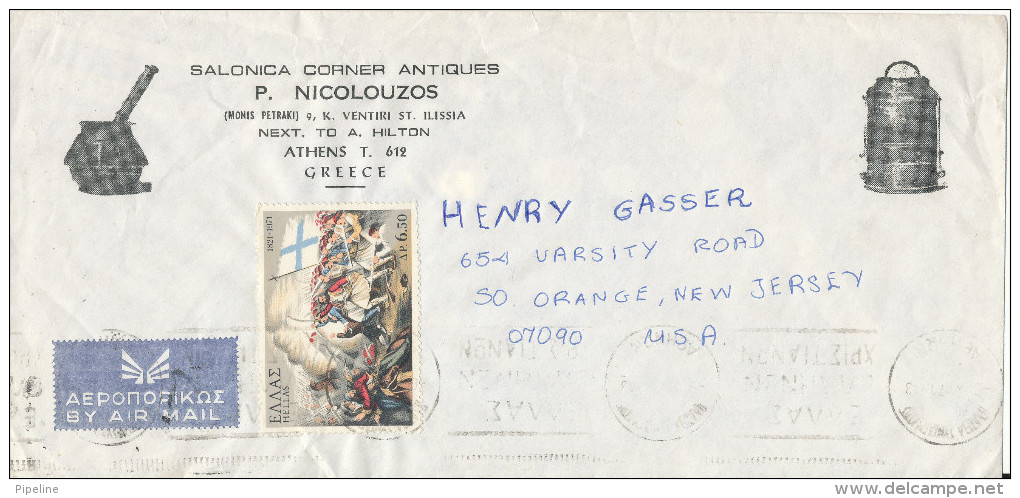 SALONICA CORNER ANTIQUES
P. NICOLOUZOS
(MONIS PETRAKI) 9, K. VENTIRI ST. ILISSIA
NEXT. TO A. HILTON
ATHENS T. 612
GREECE
1821-1971
ΔΡ. 6.50
ΕΛΛΑΣ
HELLAS
HENRY GASSER
654 VARSITY ROAD
SO. ORANGE, NEW JERSEY
07090 U.S.A.
ΑΕΡΟΠΟΡΙΚΩΣ
BY AIR MAIL
ΧΡΙΣΤΙΑΝΩΝ
ΕΛΛΑΣ
Pipeline
delcampe.net